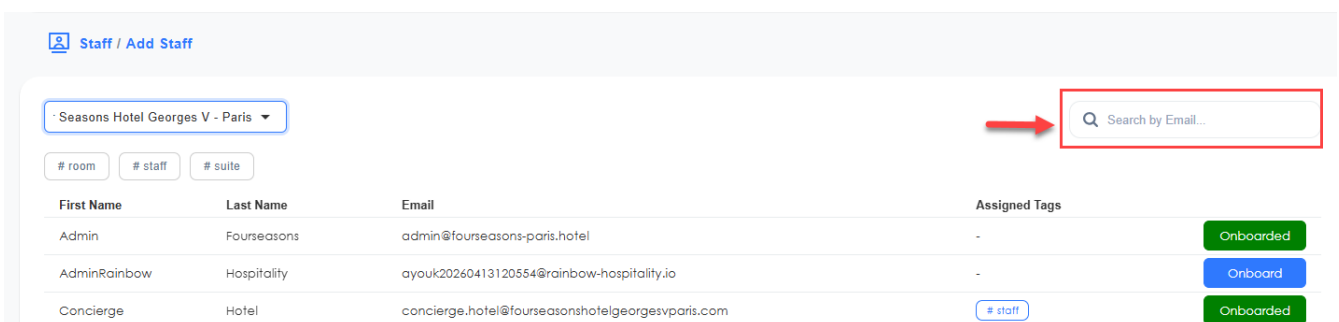 Staff / Add Staff
Seasons Hotel Georges V - Paris
Search by Email...
# room # staff # suite
First Name Last Name Email Assigned Tags
Admin Fourseasons admin@fourseasons-paris.hotel - Onboarded
AdminRainbow Hospitality ayouk20260413120554@rainbow-hospitality.io - Onboard
Concierge Hotel concierge.hotel@fourseasonshotelgeorgesvparis.com # staff Onboarded